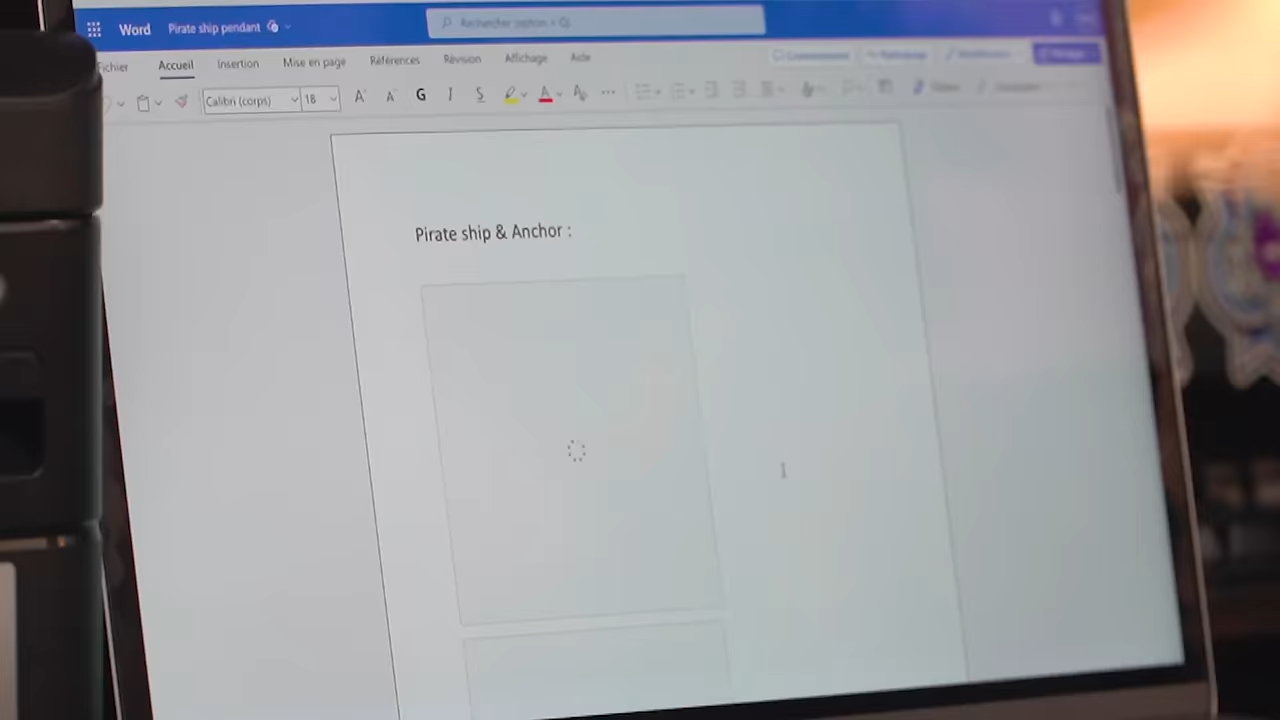 Word Pirate ship pendant
Rechercher
Fichier Accueil Insertion Mise en page Références Révision Affichage Aide
Calibri (corps) 18 A A G I S A A ...
Pirate ship & Anchor :